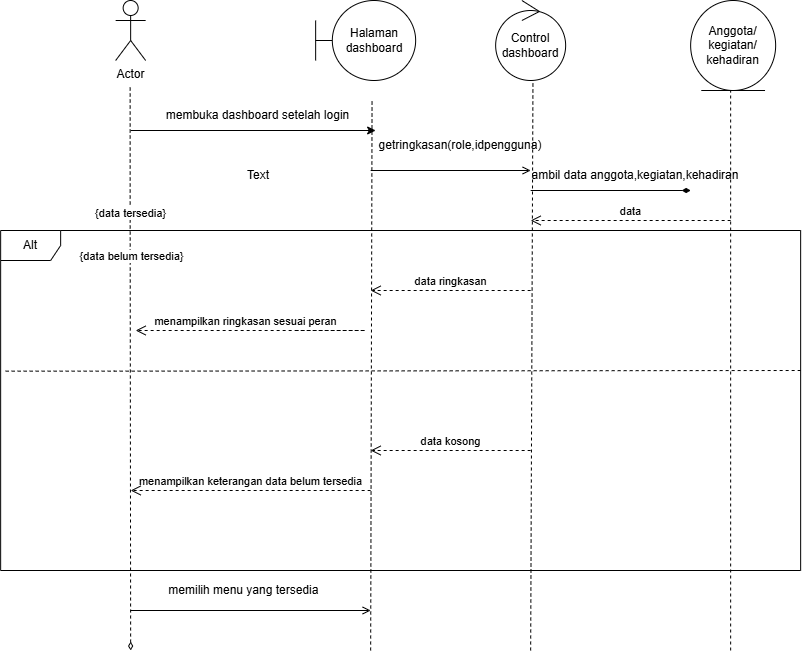 Actor
Halaman
dashboard
Control
dashboard
Anggota/
kegiatan/
kehadiran
membuka dashboard setelah login
getringkasan(role,idpengguna)
Text
ambil data anggota,kegiatan,kehadiran
{data tersedia}
data
Alt
{data belum tersedia}
data ringkasan
menampilkan ringkasan sesuai peran
data kosong
menampilkan keterangan data belum tersedia
memilih menu yang tersedia